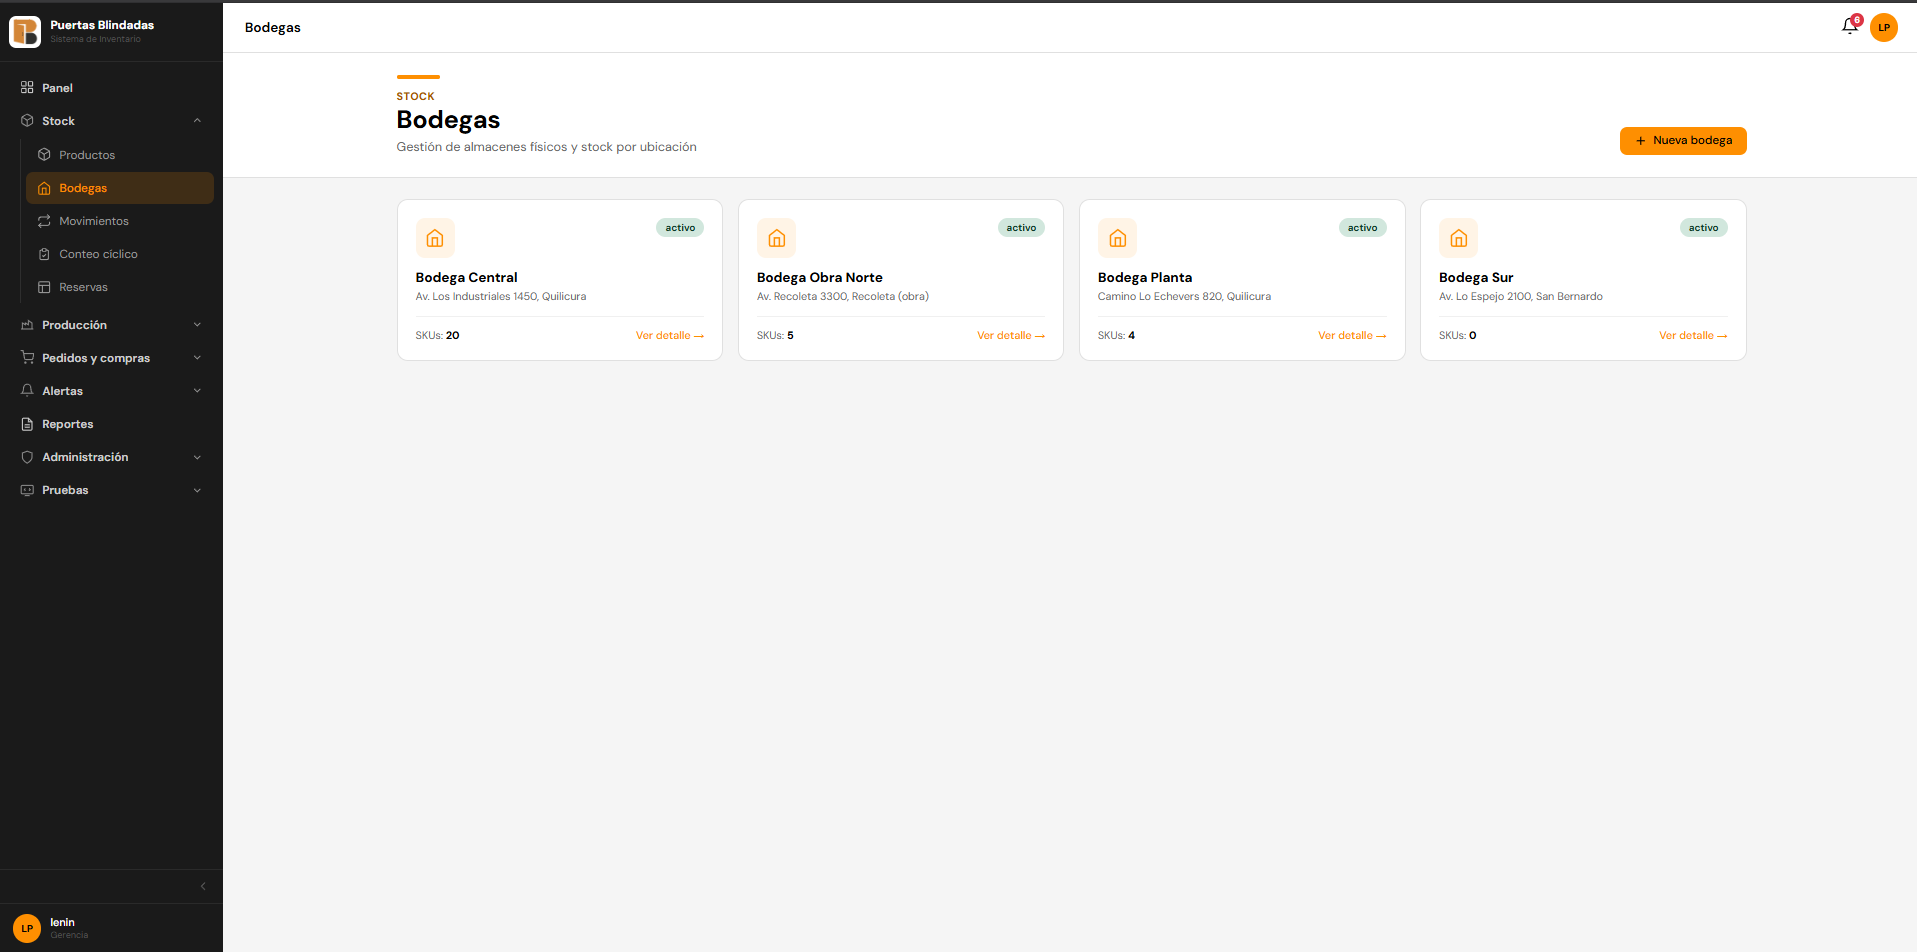 Puertas Blindadas
Sistema de Inventario
Panel
Stock
Productos
Bodegas
Movimientos
Conteo cíclico
Reservas
Producción
Pedidos y compras
Alertas
Reportes
Administración
Pruebas
LP
lenin
Gerencia
Bodegas
6
LP
STOCK
Bodegas
Gestión de almacenes físicos y stock por ubicación
+ Nueva bodega
activo
Bodega Central
Av. Los Industriales 1450, Quilicura
SKUs: 20
Ver detalle →
activo
Bodega Obra Norte
Av. Recoleta 3300, Recoleta (obra)
SKUs: 5
Ver detalle →
activo
Bodega Planta
Camino Lo Echevers 820, Quilicura
SKUs: 4
Ver detalle →
activo
Bodega Sur
Av. Lo Espejo 2100, San Bernardo
SKUs: 0
Ver detalle →